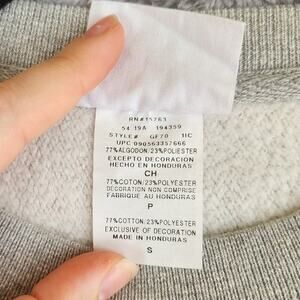 RN#15763
54 19A 194359
STYLE# GF70 IIC
UPC 090563357666
77%ALGODON/23%POLIESTER
EXCEPTO DECORACIÓN
HECHO EN HONDURAS
CH
77%COTON/23%POLYESTER
DECORATION NON COMPRISE
FABRIQUE AU HONDURAS
P
77%COTTON/23%POLYESTER
EXCLUSIVE OF DECORATION
MADE IN HONDURAS
S